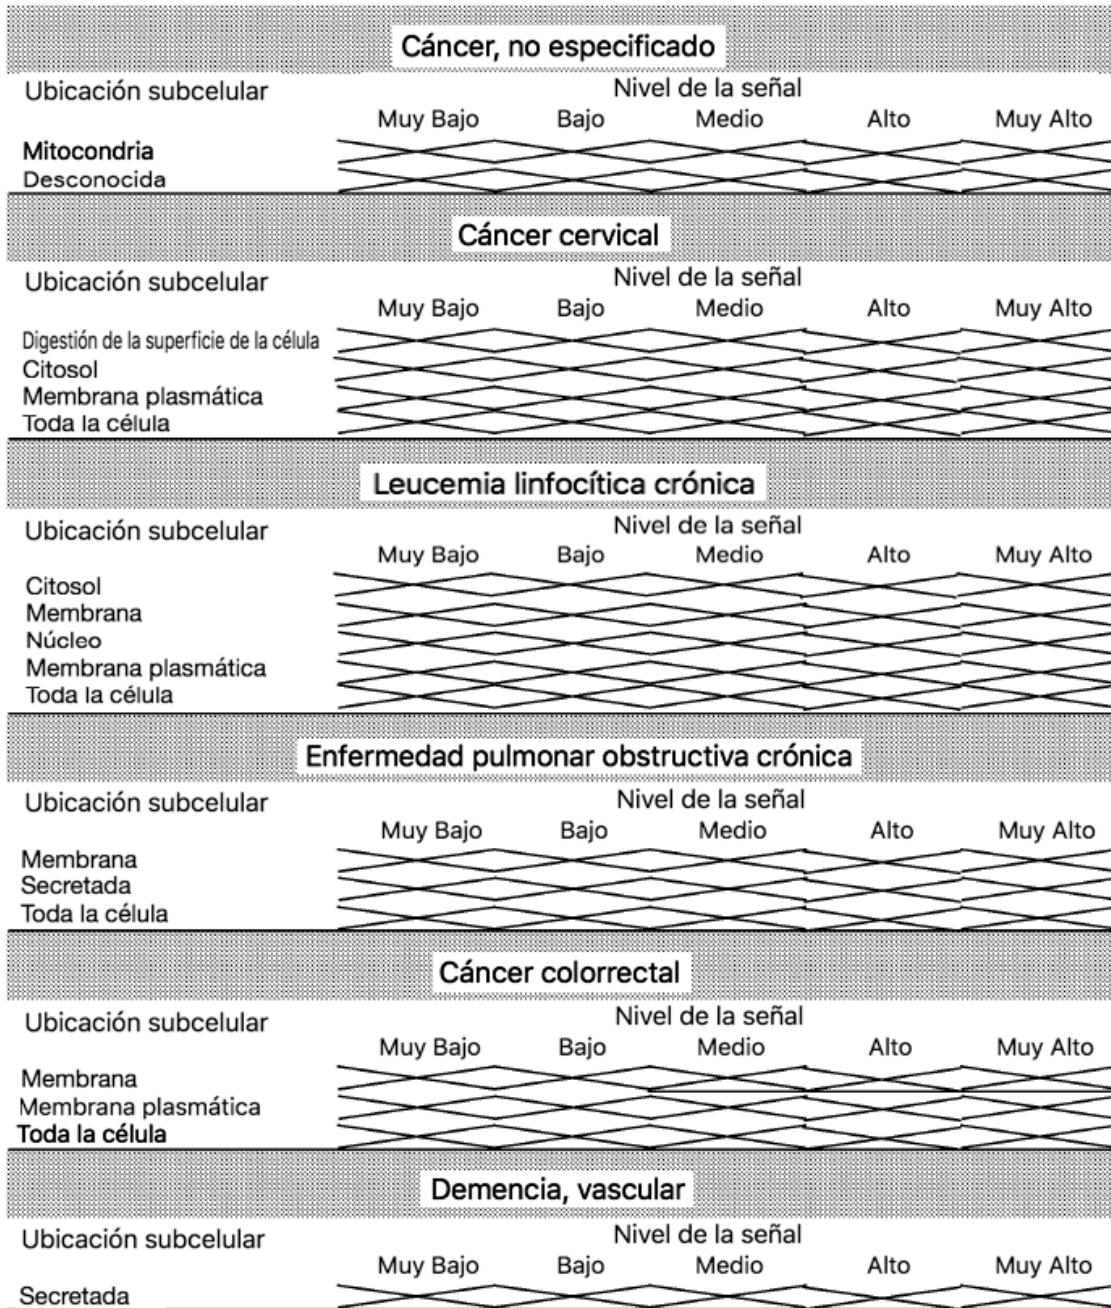 Cáncer, no especificado
Ubicación subcelular Nivel de la señal
Muy Bajo Bajo Medio Alto Muy Alto
Mitocondria
Desconocida
Cáncer cervical
Ubicación subcelular Nivel de la señal
Muy Bajo Bajo Medio Alto Muy Alto
Digestión de la superficie de la célula
Citosol
Membrana plasmática
Toda la célula
Leucemia linfocítica crónica
Ubicación subcelular Nivel de la señal
Muy Bajo Bajo Medio Alto Muy Alto
Citosol
Membrana
Núcleo
Membrana plasmática
Toda la célula
Enfermedad pulmonar obstructiva crónica
Ubicación subcelular Nivel de la señal
Muy Bajo Bajo Medio Alto Muy Alto
Membrana
Secretada
Toda la célula
Cáncer colorrectal
Ubicación subcelular Nivel de la señal
Muy Bajo Bajo Medio Alto Muy Alto
Membrana
Membrana plasmática
Toda la célula
Demencia, vascular
Ubicación subcelular Nivel de la señal
Muy Bajo Bajo Medio Alto Muy Alto
Secretada